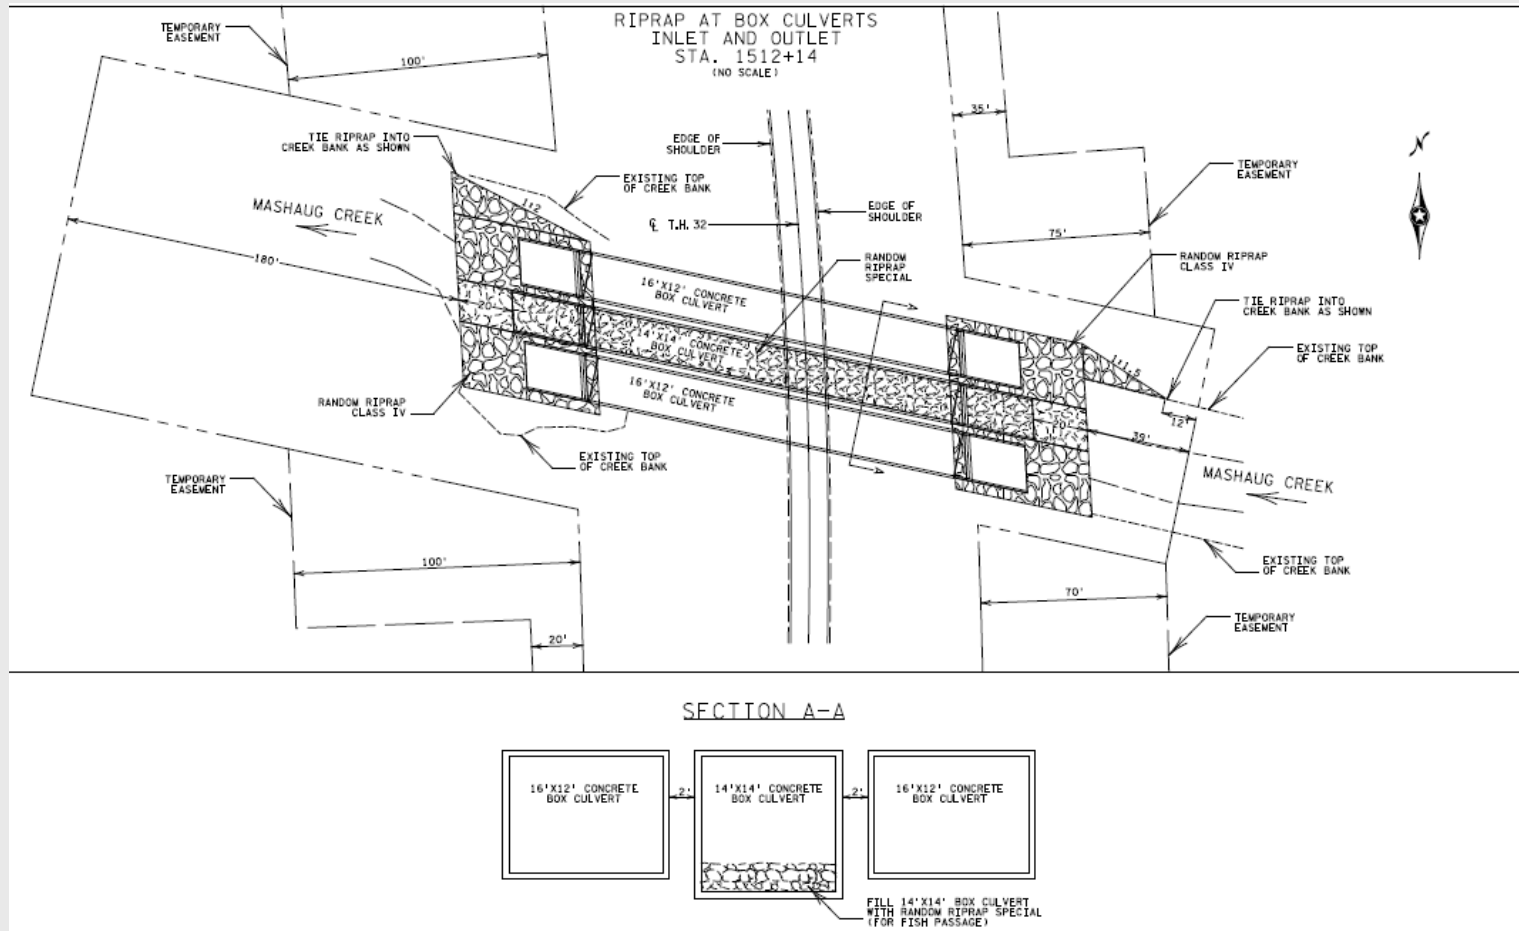 RIPRAP AT BOX CULVERTS
INLET AND OUTLET
STA. 1512+14
(NO SCALE)
TEMPORARY
EASEMENT
100'
35'
N
TIE RIPRAP INTO
CREEK BANK AS SHOWN
EDGE OF
SHOULDER
TEMPORARY
EASEMENT
EXISTING TOP
OF CREEK BANK
1:2
MASHAUG CREEK
EDGE OF
SHOULDER
℄ T.H. 32
75'
180'
RANDOM
RIPRAP
SPECIAL
RANDOM RIPRAP
CLASS IV
16'X12' CONCRETE
BOX CULVERT
20'
TIE RIPRAP INTO
CREEK BANK AS SHOWN
14'X14' CONCRETE
BOX CULVERT
EXISTING TOP
OF CREEK BANK
1:1.5
16'X12' CONCRETE
BOX CULVERT
RANDOM RIPRAP
CLASS IV
20'
39'
12'
EXISTING TOP
OF CREEK BANK
MASHAUG CREEK
TEMPORARY
EASEMENT
100'
EXISTING TOP
OF CREEK BANK
70'
TEMPORARY
EASEMENT
20'
SECTION A-A
16'X12' CONCRETE
BOX CULVERT
2'
14'X14' CONCRETE
BOX CULVERT
2'
16'X12' CONCRETE
BOX CULVERT
FILL 14'X14' BOX CULVERT
WITH RANDOM RIPRAP SPECIAL
(FOR FISH PASSAGE)